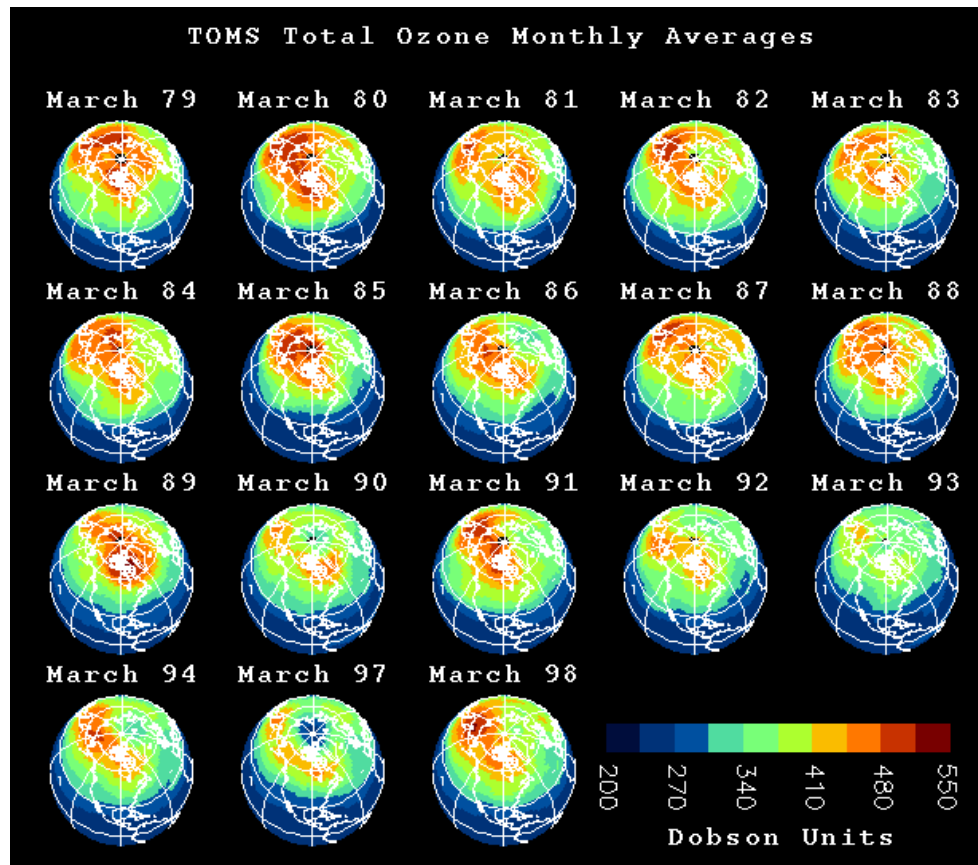 TOMS Total Ozone Monthly Averages
March 79 March 80 March 81 March 82 March 83
March 84 March 85 March 86 March 87 March 88
March 89 March 90 March 91 March 92 March 93
March 94 March 97 March 98
200 270 340 410 480 550
Dobson Units